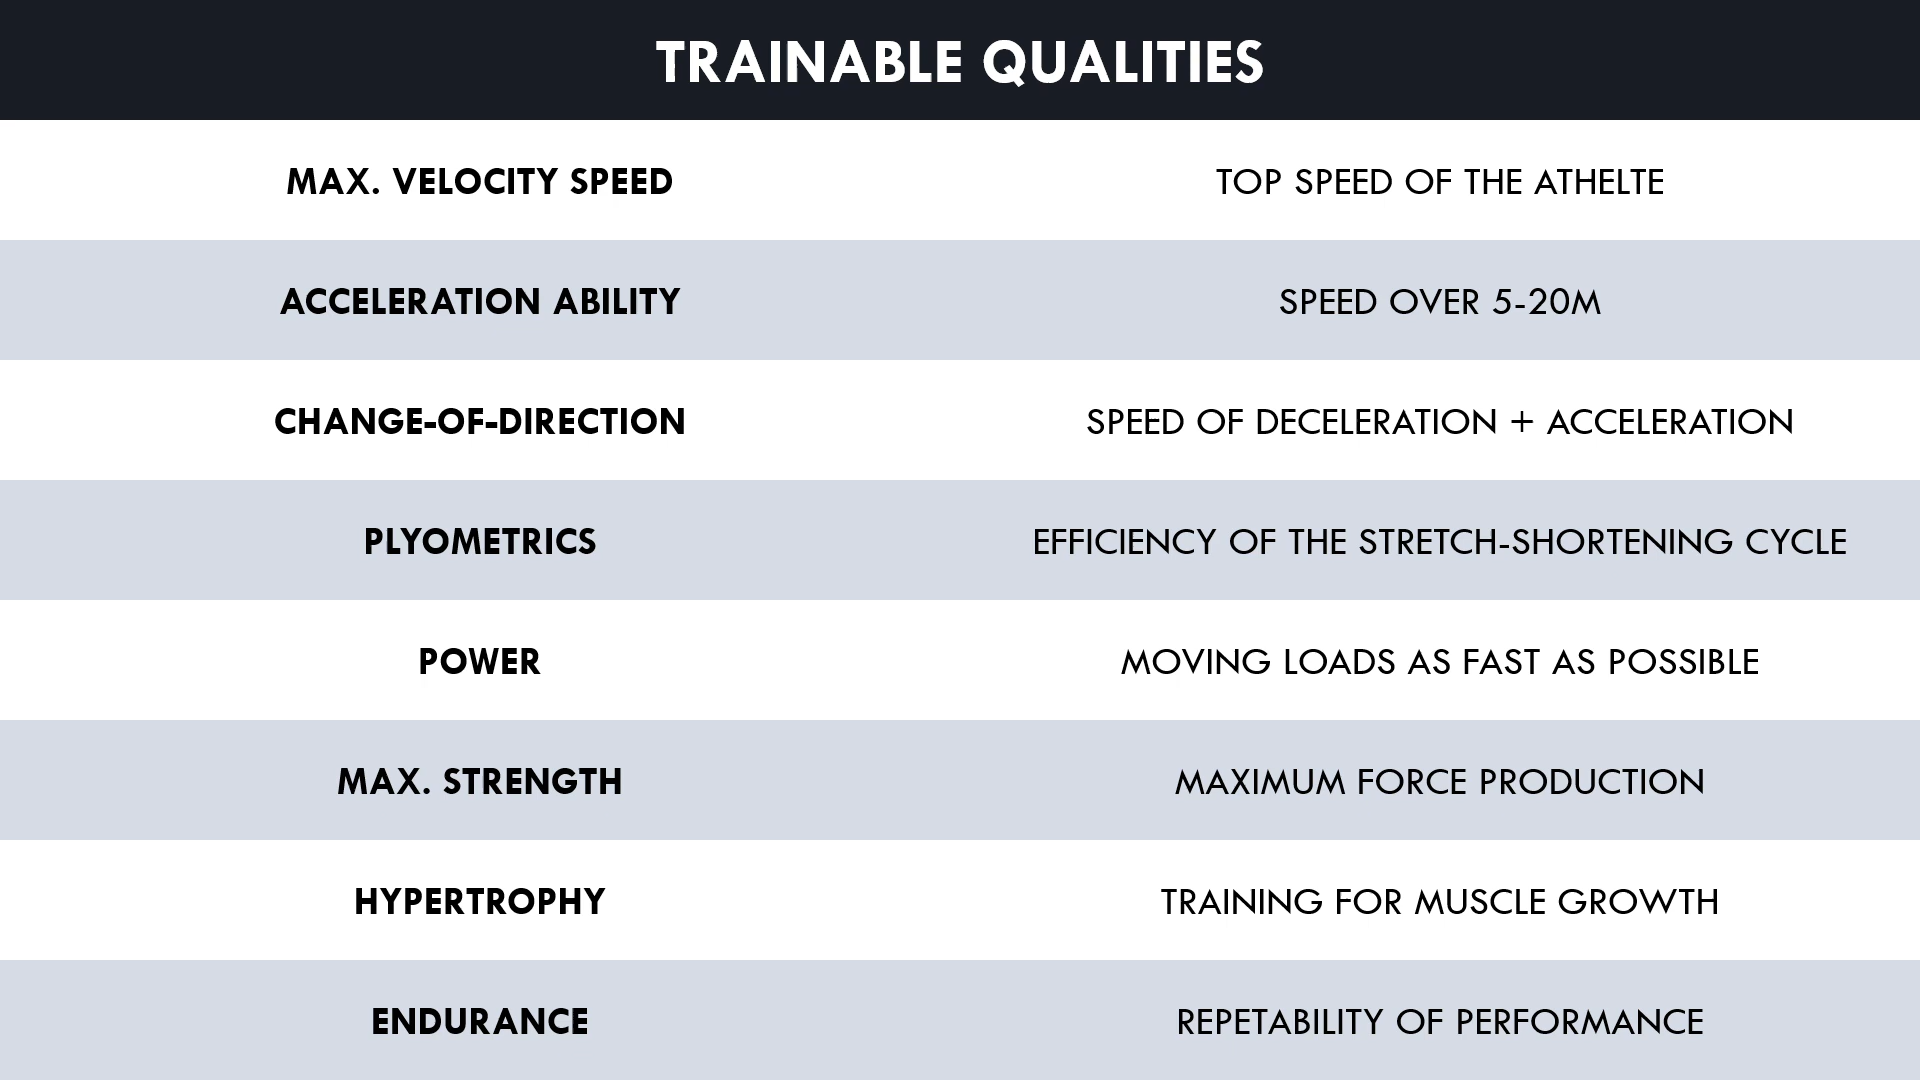 TRAINABLE QUALITIES
MAX. VELOCITY SPEED
TOP SPEED OF THE ATHELTE
ACCELERATION ABILITY
SPEED OVER 5-20M
CHANGE-OF-DIRECTION
SPEED OF DECELERATION + ACCELERATION
PLYOMETRICS
EFFICIENCY OF THE STRETCH-SHORTENING CYCLE
POWER
MOVING LOADS AS FAST AS POSSIBLE
MAX. STRENGTH
MAXIMUM FORCE PRODUCTION
HYPERTROPHY
TRAINING FOR MUSCLE GROWTH
ENDURANCE
REPETABILITY OF PERFORMANCE